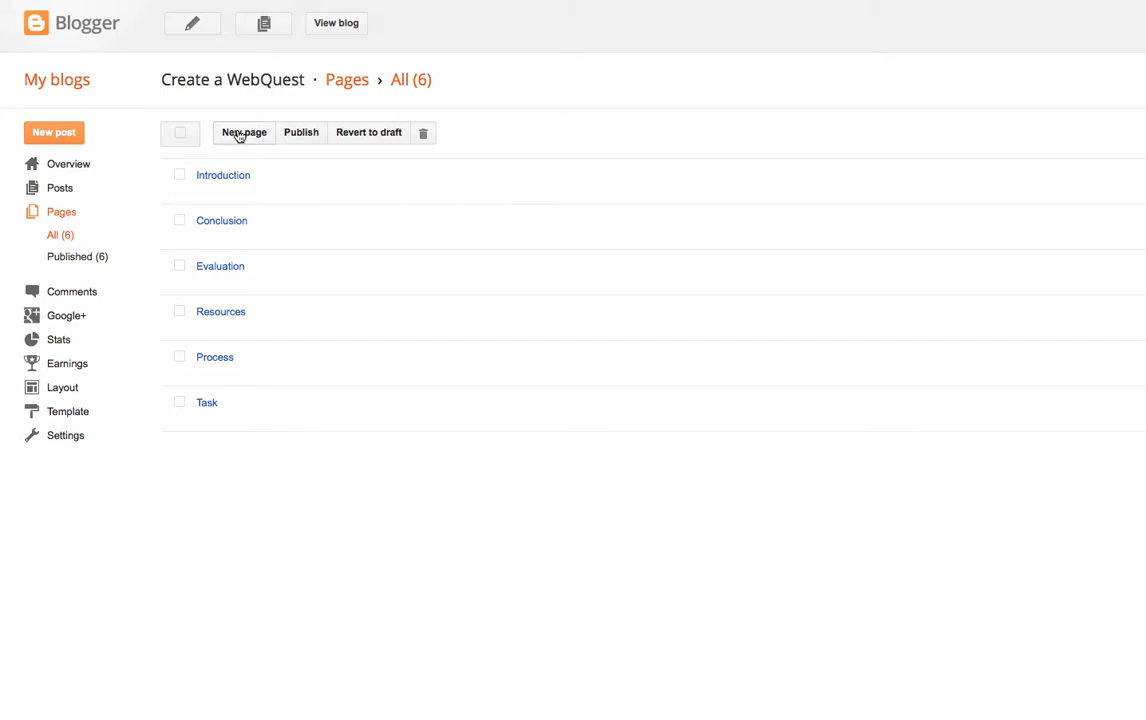 Blogger
View blog
My blogs
Create a WebQuest · Pages › All (6)
New post
New page
Publish
Revert to draft
Overview
Posts
Pages
All (6)
Published (6)
Comments
Google+
Stats
Earnings
Layout
Template
Settings
Introduction
Conclusion
Evaluation
Resources
Process
Task